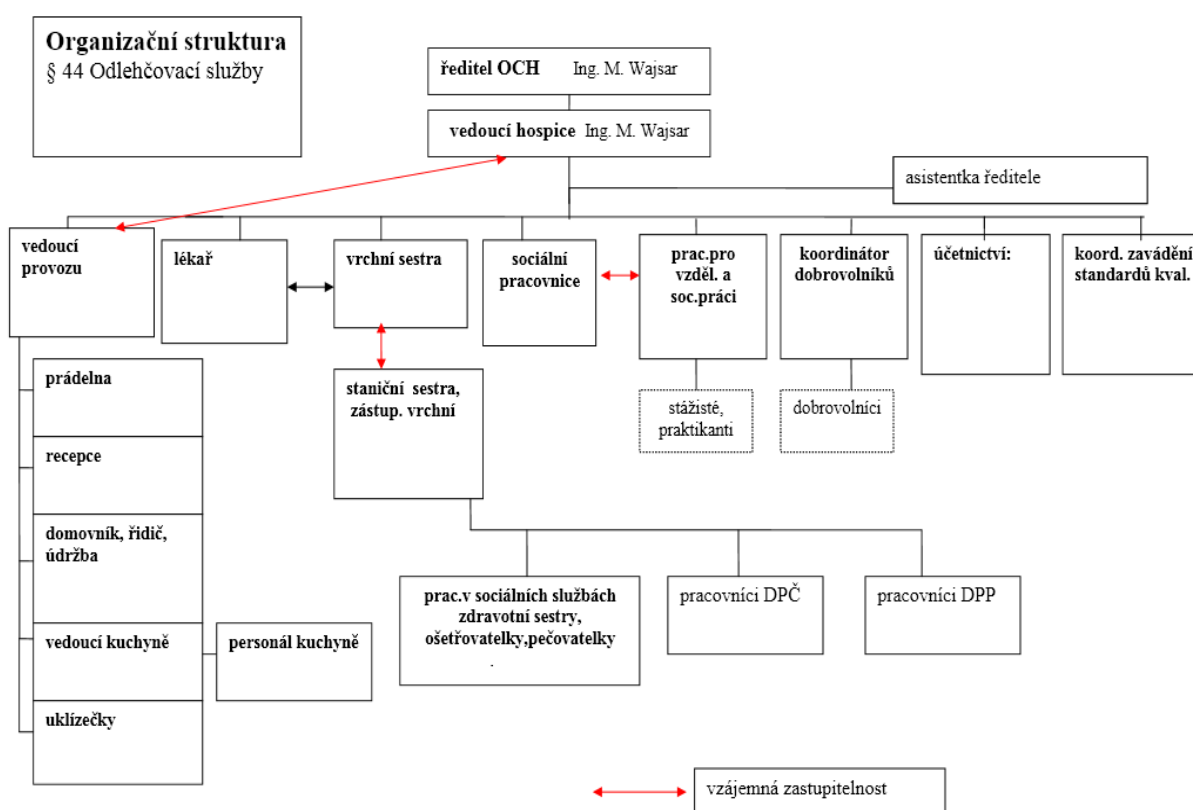 Organizační struktura
§ 44 Odlehčovací služby
ředitel OCH Ing. M. Wajsar
vedoucí hospice Ing. M. Wajsar
asistentka ředitele
vedoucí
provozu
lékař
vrchní sestra
sociální
pracovnice
prac.pro
vzděl. a
soc.práci
koordinátor
dobrovolníků
účetnictví:
koord. zavádění
standardů kval.
prádelna
recepce
domovník, řidič,
údržba
vedoucí kuchyně
uklízečky
personál kuchyně
staniční sestra,
zástup. vrchní
stážisté,
praktikanti
dobrovolníci
prac.v sociálních službách
zdravotní sestry,
ošetřovatelky,pečovatelky
.
pracovníci DPČ
pracovníci DPP
vzájemná zastupitelnost